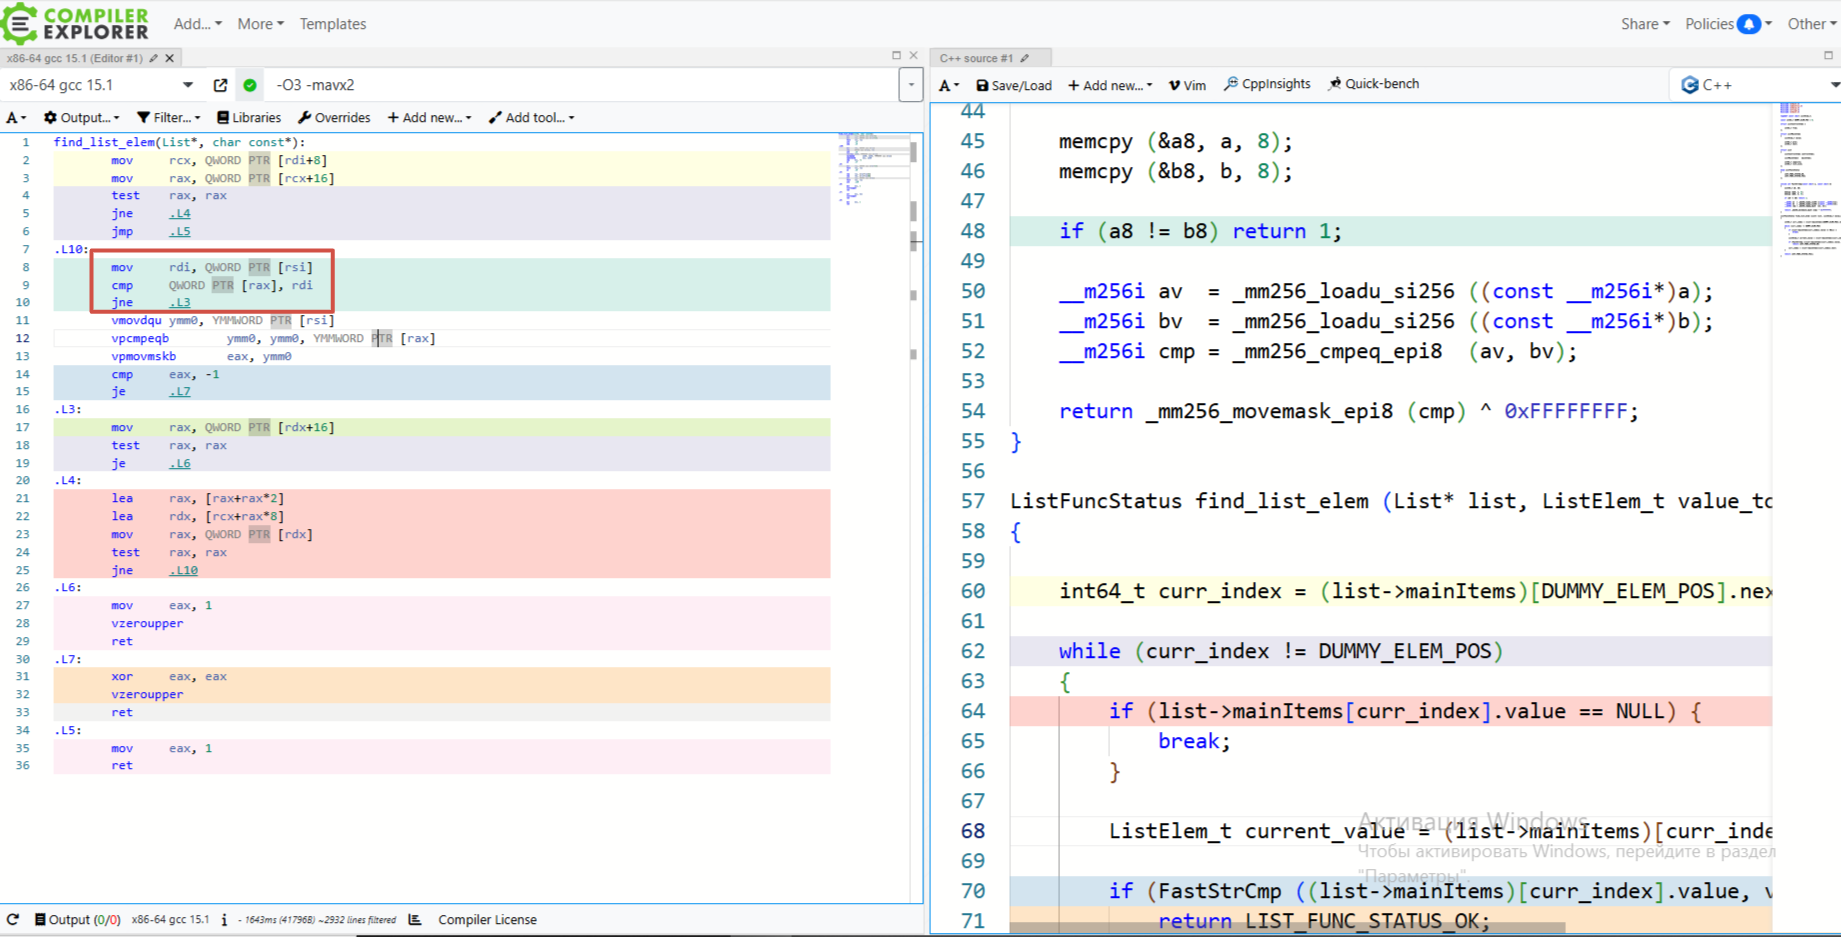 COMPILER
EXPLORER
Add... More Templates
Share Policies Other
x86-64 gcc 15.1 (Editor #1)
x86-64 gcc 15.1 -O3 -mavx2
A Output... Filter... Libraries Overrides + Add new... Add tool...
1 find_list_elem(List*, char const*):
2 mov rcx, QWORD PTR [rdi+8]
3 mov rax, QWORD PTR [rcx+16]
4 test rax, rax
5 jne .L4
6 jmp .L5
7 .L10:
8 mov rdi, QWORD PTR [rsi]
9 cmp QWORD PTR [rax], rdi
10 jne .L3
11 vmovdqu ymm0, YMMWORD PTR [rsi]
12 vpcmpeqb ymm0, ymm0, YMMWORD PTR [rax]
13 vpmovmskb eax, ymm0
14 cmp eax, -1
15 je .L7
16 .L3:
17 mov rax, QWORD PTR [rdx+16]
18 test rax, rax
19 je .L6
20 .L4:
21 lea rax, [rax+rax*2]
22 lea rdx, [rcx+rax*8]
23 mov rax, QWORD PTR [rdx]
24 test rax, rax
25 jne .L10
26 .L6:
27 mov eax, 1
28 vzeroupper
29 ret
30 .L7:
31 xor eax, eax
32 vzeroupper
33 ret
34 .L5:
35 mov eax, 1
36 ret
Output (0/0) x86-64 gcc 15.1 i - 1643ms (41796B) ~2932 lines filtered Compiler License
C++ source #1
A Save/Load + Add new... Vim CppInsights Quick-bench C++
44
45 memcpy (&a8, a, 8);
46 memcpy (&b8, b, 8);
47
48 if (a8 != b8) return 1;
49
50 __m256i av = _mm256_loadu_si256 ((const __m256i*)a);
51 __m256i bv = _mm256_loadu_si256 ((const __m256i*)b);
52 __m256i cmp = _mm256_cmpeq_epi8 (av, bv);
53
54 return _mm256_movemask_epi8 (cmp) ^ 0xFFFFFFFF;
55 }
56
57 ListFuncStatus find_list_elem (List* list, ListElem_t value_to
58 {
59
60 int64_t curr_index = (list->mainItems)[DUMMY_ELEM_POS].nex
61
62 while (curr_index != DUMMY_ELEM_POS)
63 {
64 if (list->mainItems[curr_index].value == NULL) {
65 break;
66 }
67
68 ListElem_t current_value = (list->mainItems)[curr_inde
69
70 if (FastStrCmp ((list->mainItems)[curr_index].value, v
71 return LIST_FUNC_STATUS_OK;
Активация Windows
Чтобы активировать Windows, перейдите в раздел
"Параметры".